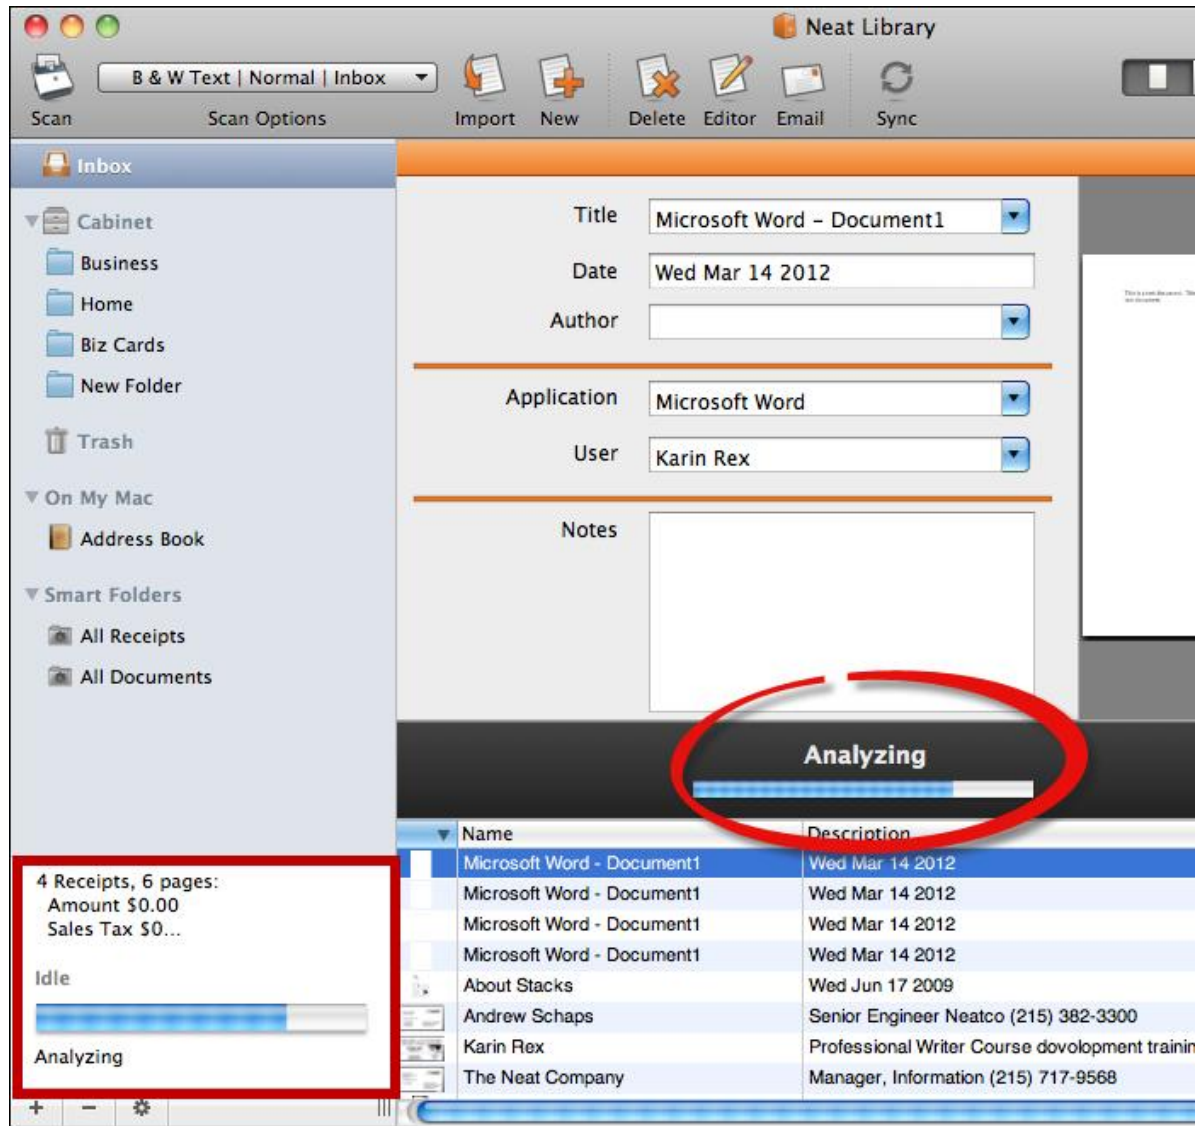 Neat Library
B & W Text | Normal | Inbox
Scan
Scan Options
Import
New
Delete
Editor
Email
Sync
Inbox
Cabinet
Business
Home
Biz Cards
New Folder
Trash
On My Mac
Address Book
Smart Folders
All Receipts
All Documents
Title
Microsoft Word – Document1
Date
Wed Mar 14 2012
Author
Application
Microsoft Word
User
Karin Rex
Notes
Analyzing
Name Description
Microsoft Word - Document1 Wed Mar 14 2012
Microsoft Word - Document1 Wed Mar 14 2012
Microsoft Word - Document1 Wed Mar 14 2012
Microsoft Word - Document1 Wed Mar 14 2012
About Stacks Wed Jun 17 2009
Andrew Schaps Senior Engineer Neatco (215) 382-3300
Karin Rex Professional Writer Course dovolopment trainin
The Neat Company Manager, Information (215) 717-9568
4 Receipts, 6 pages:
Amount $0.00
Sales Tax $0...
Idle
Analyzing